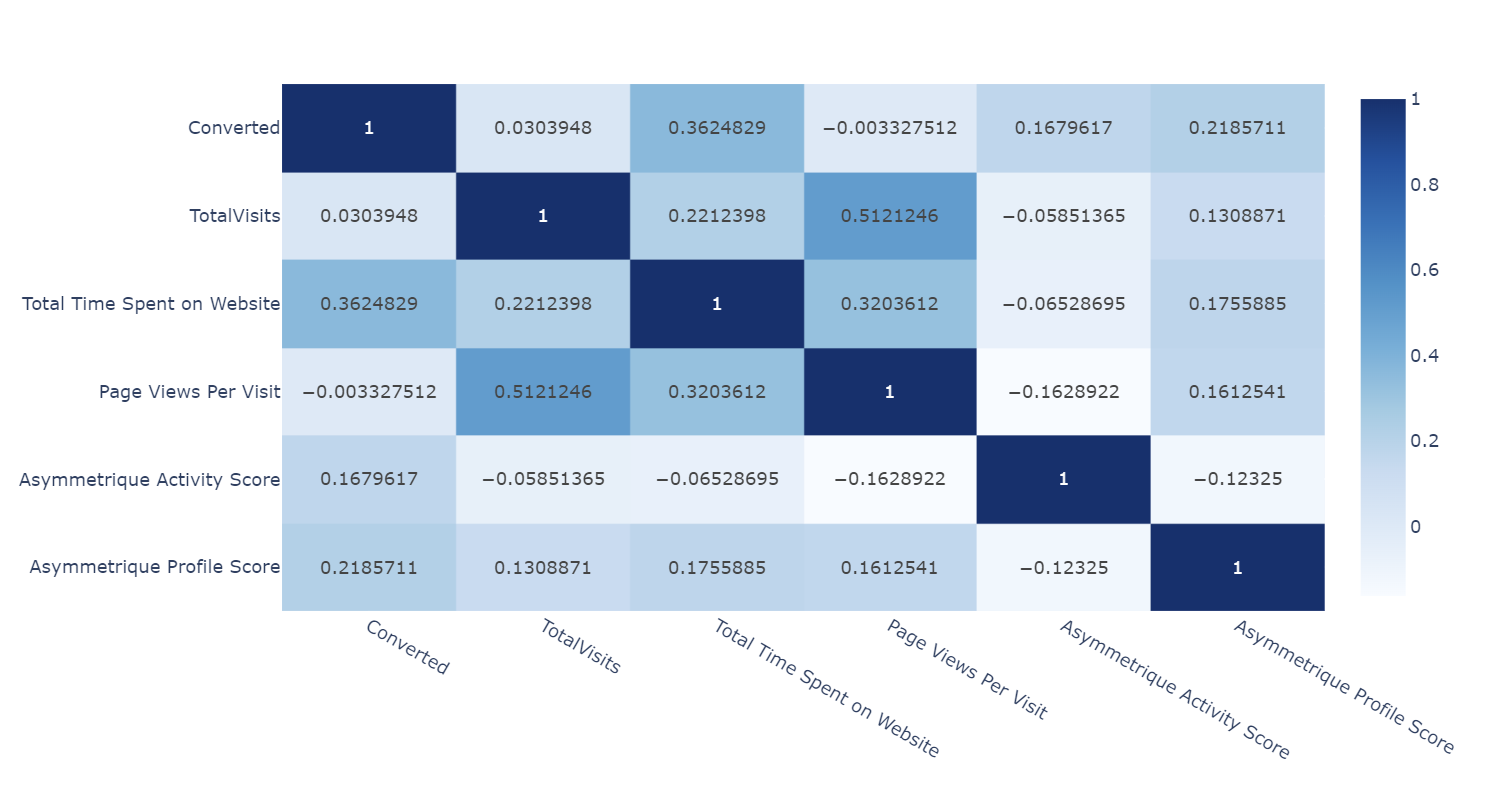 1
Converted 1 0.0303948 0.3624829 −0.003327512 0.1679617 0.2185711
0.8
TotalVisits 0.0303948 1 0.2212398 0.5121246 −0.05851365 0.1308871
0.6
Total Time Spent on Website 0.3624829 0.2212398 1 0.3203612 −0.06528695 0.1755885
0.4
Page Views Per Visit −0.003327512 0.5121246 0.3203612 1 −0.1628922 0.1612541
0.2
Asymmetrique Activity Score 0.1679617 −0.05851365 −0.06528695 −0.1628922 1 −0.12325
0
Asymmetrique Profile Score 0.2185711 0.1308871 0.1755885 0.1612541 −0.12325 1
Converted
TotalVisits
Total Time Spent on Website
Page Views Per Visit
Asymmetrique Activity Score
Asymmetrique Profile Score